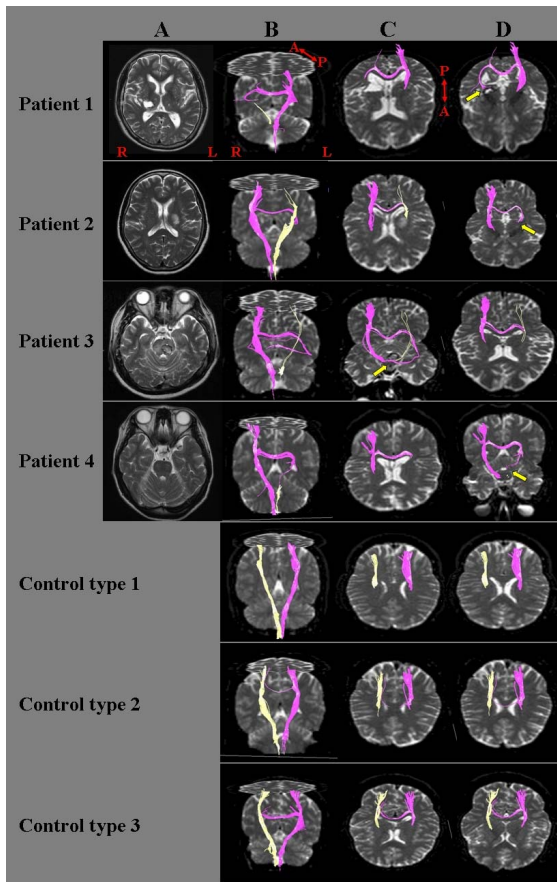 A B C D
Patient 1
A P
P A
R L R L
Patient 2
Patient 3
Patient 4
Control type 1
Control type 2
Control type 3